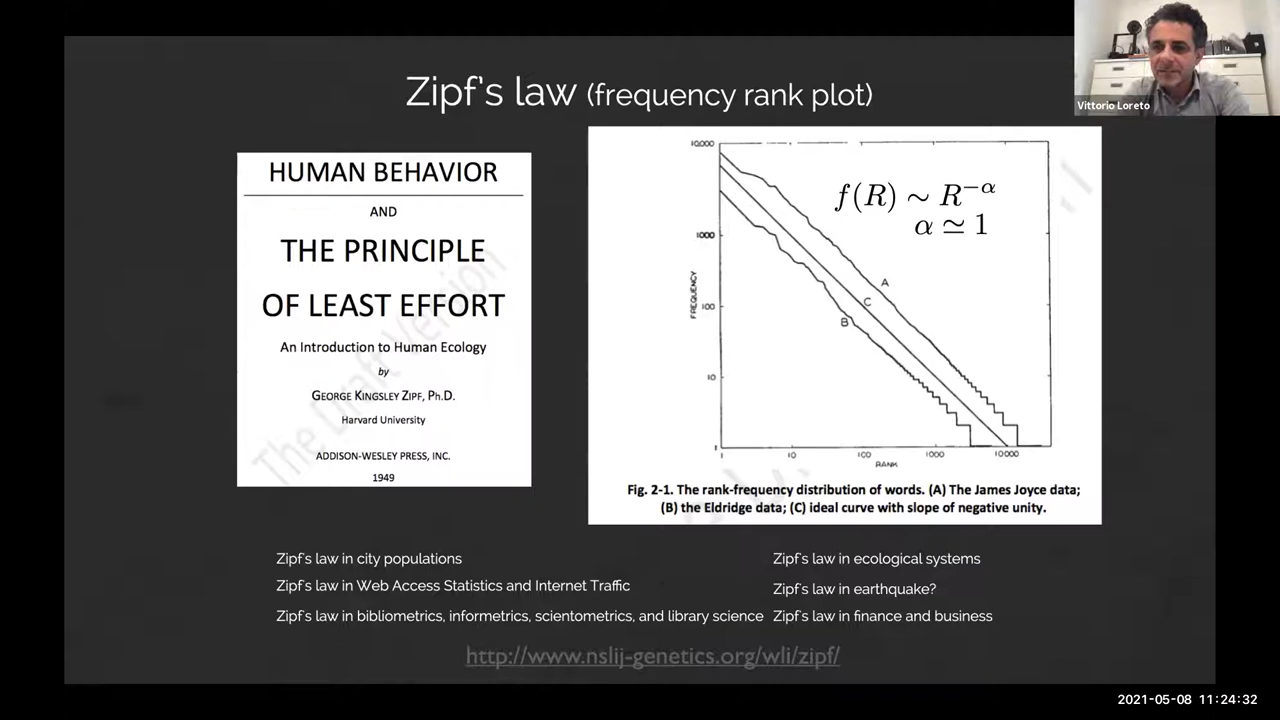 Zipf's law (frequency rank plot)
Vittorio Loreto
HUMAN BEHAVIOR
AND
THE PRINCIPLE
OF LEAST EFFORT
An Introduction to Human Ecology
by
GEORGE KINGSLEY ZIPF, PH.D.
Harvard University
ADDISON-WESLEY PRESS, INC.
1949
The Draft Version
10,000
1000
100
10
1
FREQUENCY
f(R) ∼ R^{−α}
α ≃ 1
A
C
B
1 10 100 1000 10000
RANK
Fig. 2-1. The rank-frequency distribution of words. (A) The James Joyce data;
(B) the Eldridge data; (C) ideal curve with slope of negative unity.
Zipf's law in city populations
Zipf's law in Web Access Statistics and Internet Traffic
Zipf's law in bibliometrics, informetrics, scientometrics, and library science
Zipf's law in ecological systems
Zipf's law in earthquake?
Zipf's law in finance and business
http://www.nslij-genetics.org/wli/zipf/
2021-05-08 11:24:32